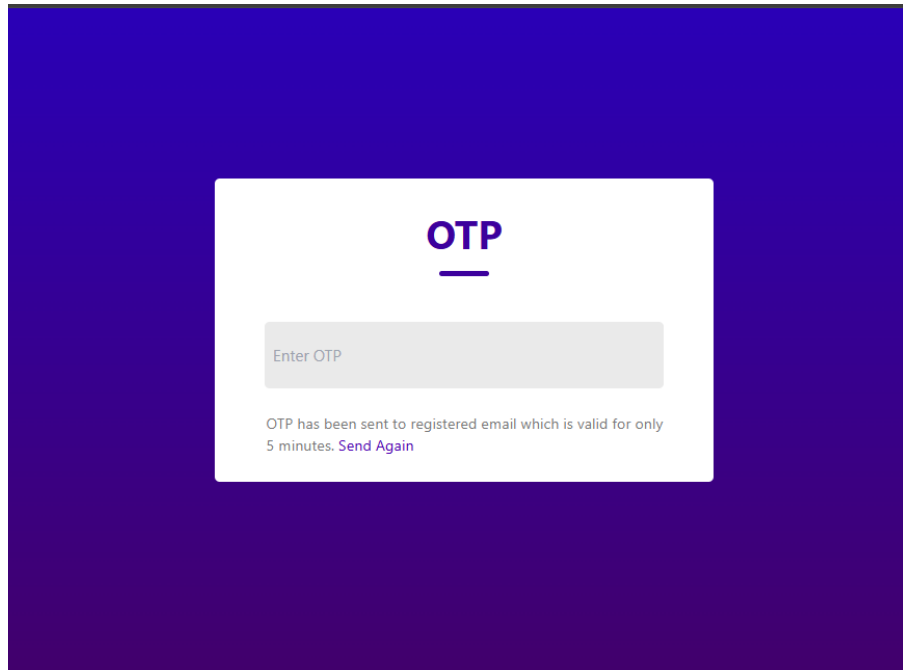 OTP
Enter OTP
OTP has been sent to registered email which is valid for only
5 minutes. Send Again